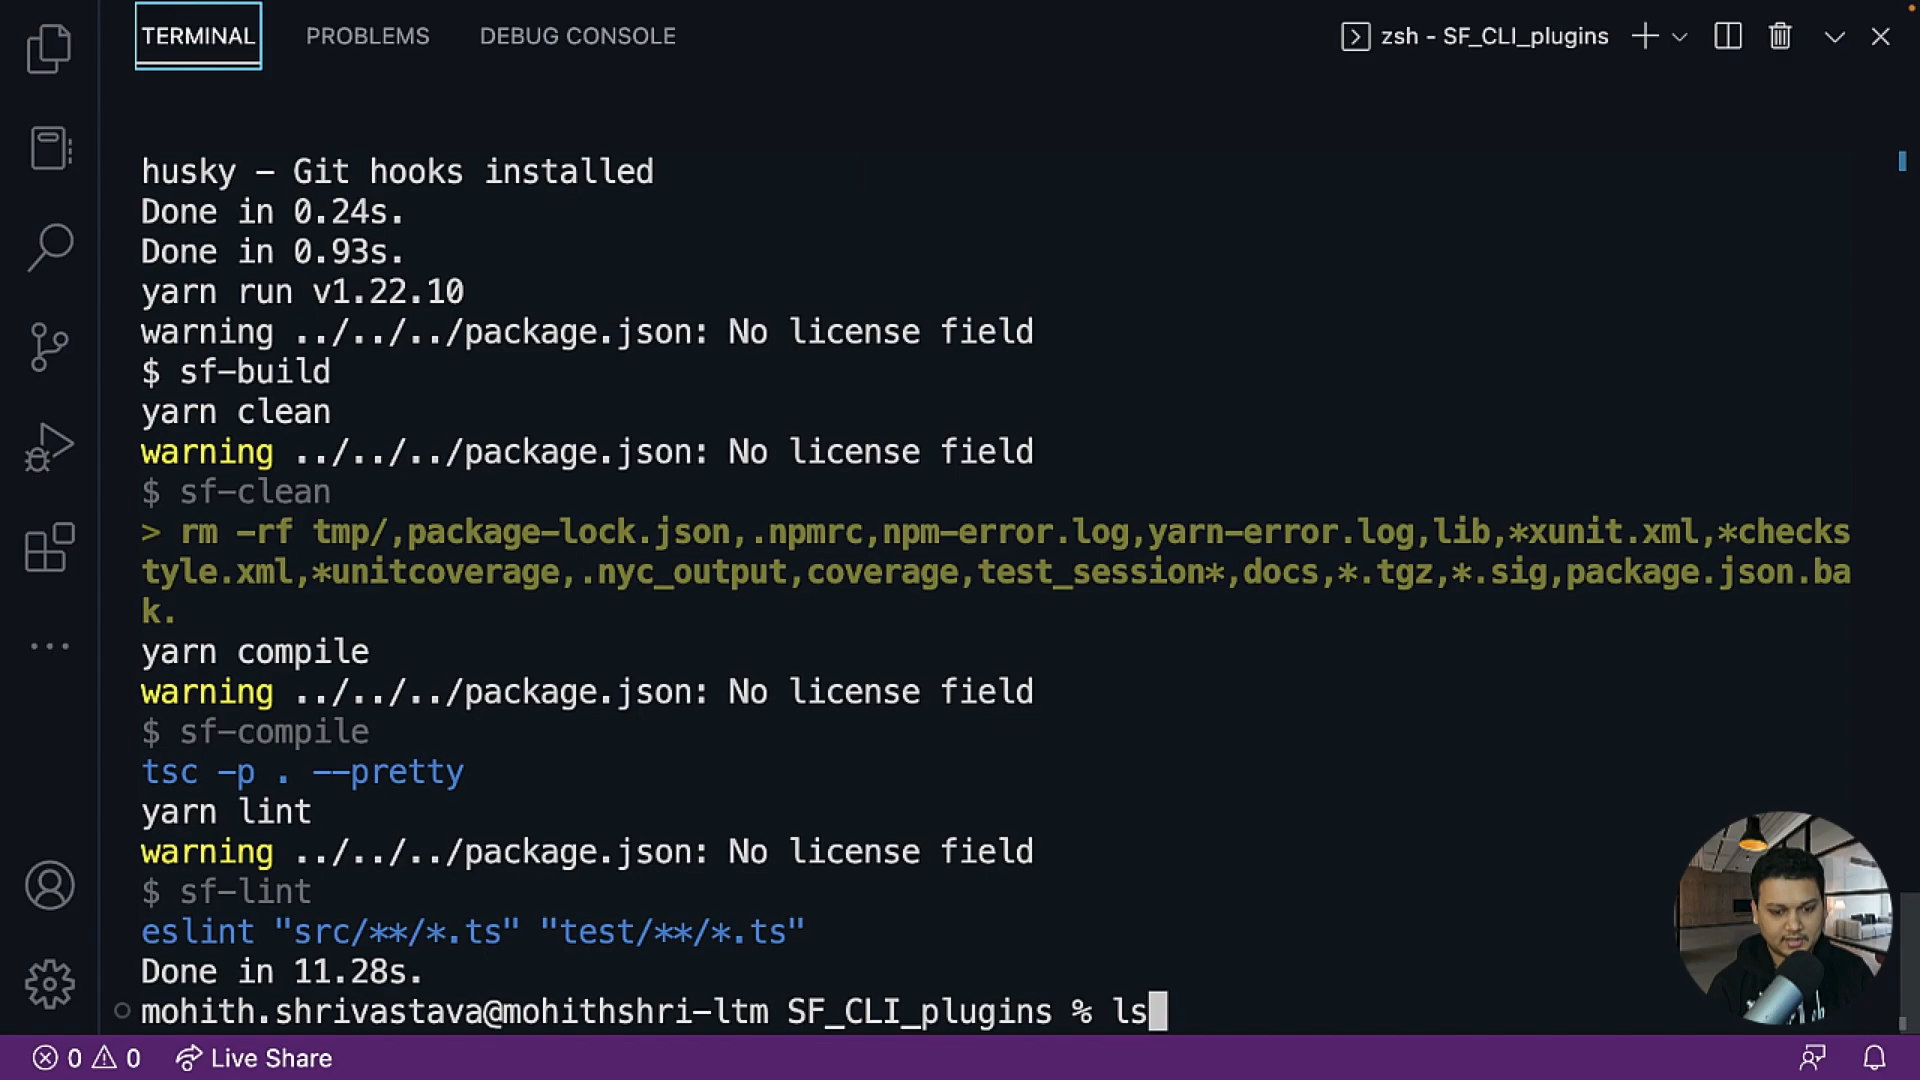 TERMINAL PROBLEMS DEBUG CONSOLE zsh - SF_CLI_plugins
husky - Git hooks installed
Done in 0.24s.
Done in 0.93s.
yarn run v1.22.10
warning ../../../package.json: No license field
$ sf-build
yarn clean
warning ../../../package.json: No license field
$ sf-clean
> rm -rf tmp/,package-lock.json,.npmrc,npm-error.log,yarn-error.log,lib,*xunit.xml,*checks
tyle.xml,*unitcoverage,.nyc_output,coverage,test_session*,docs,*.tgz,*.sig,package.json.ba
k.
yarn compile
warning ../../../package.json: No license field
$ sf-compile
tsc -p . --pretty
yarn lint
warning ../../../package.json: No license field
$ sf-lint
eslint "src/**/*.ts" "test/**/*.ts"
Done in 11.28s.
mohith.shrivastava@mohithshri-ltm SF_CLI_plugins % ls
0 0 Live Share